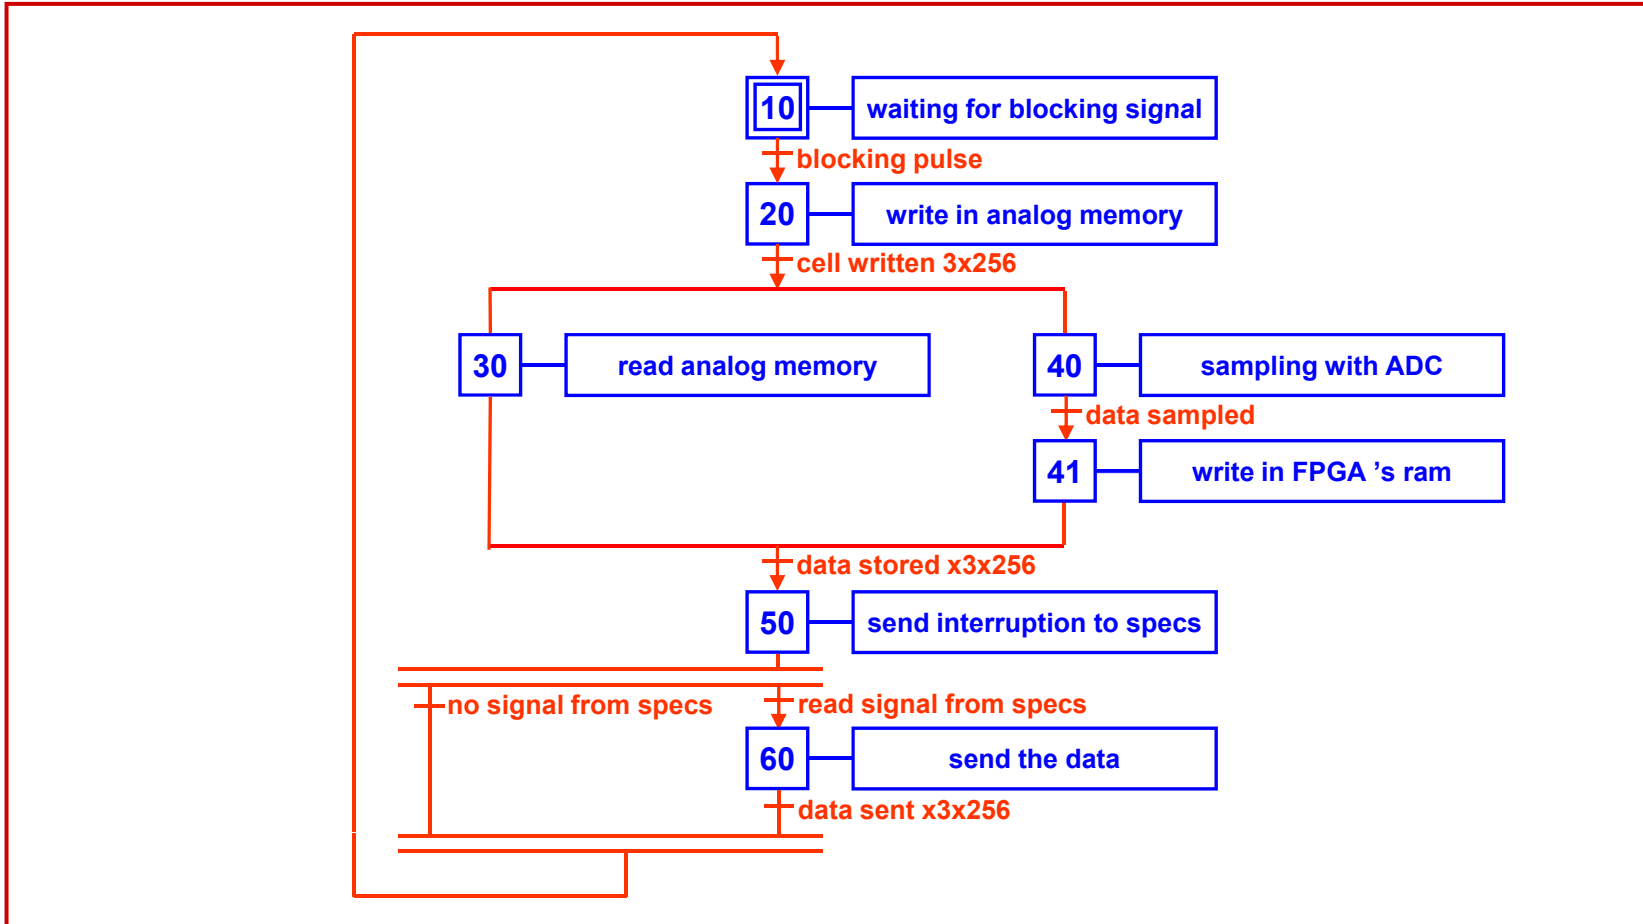 10
waiting for blocking signal
blocking pulse
20
write in analog memory
cell written 3x256
30
read analog memory
40
sampling with ADC
data sampled
41
write in FPGA ’s ram
data stored x3x256
50
send interruption to specs
no signal from specs
read signal from specs
60
send the data
data sent x3x256